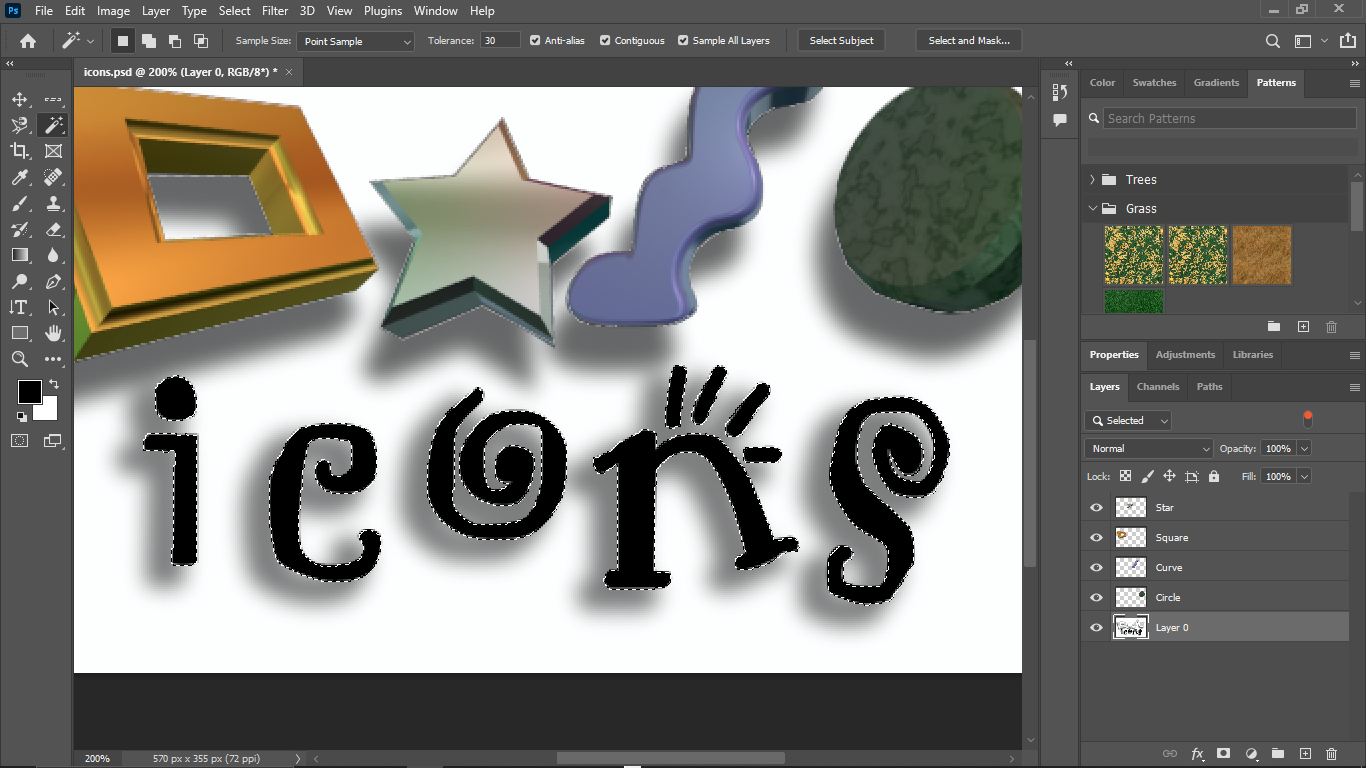 Ps File Edit Image Layer Type Select Filter 3D View Plugins Window Help
Sample Size: Point Sample Tolerance: 30 Anti-alias Contiguous Sample All Layers Select Subject Select and Mask...
icons.psd @ 200% (Layer 0, RGB/8*) *
Color Swatches Gradients Patterns
Search Patterns
Trees
Grass
icons
Properties Adjustments Libraries
Layers Channels Paths
Selected
Normal Opacity: 100%
Lock: Fill: 100%
Star
Square
Curve
Circle
Layer 0
200% 570 px x 355 px (72 ppi)
fx